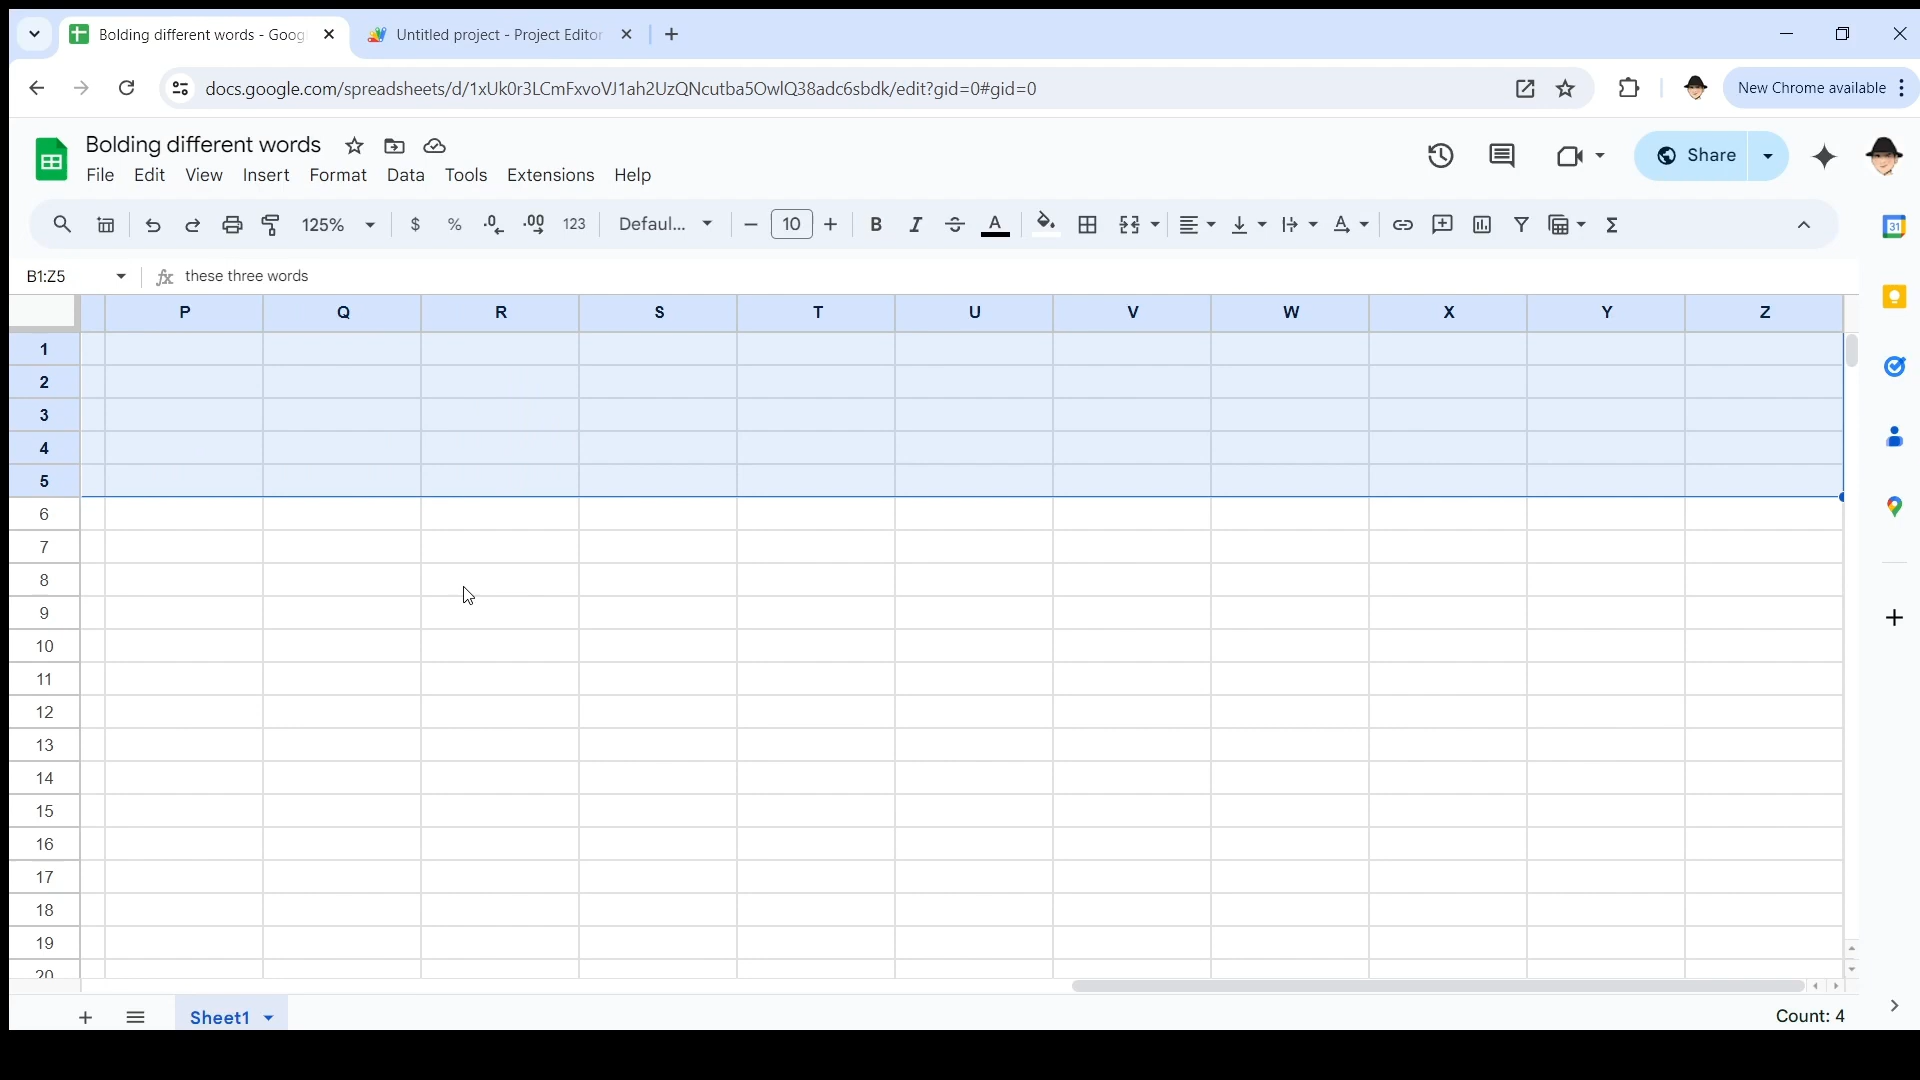 Bolding different words - Goog
Untitled project - Project Editor
docs.google.com/spreadsheets/d/1xUk0r3LCmFxvoVJ1ah2UzQNcutba5OwlQ38adc6sbdk/edit?gid=0#gid=0
New Chrome available
Bolding different words
File Edit View Insert Format Data Tools Extensions Help
Share
125% $ % .0 .00 123 Defaul... 10 B I S A
31
B1:Z5 fx these three words
P Q R S T U V W X Y Z
1
2
3
4
5
6
7
8
9
10
11
12
13
14
15
16
17
18
19
20
Sheet1
Count: 4